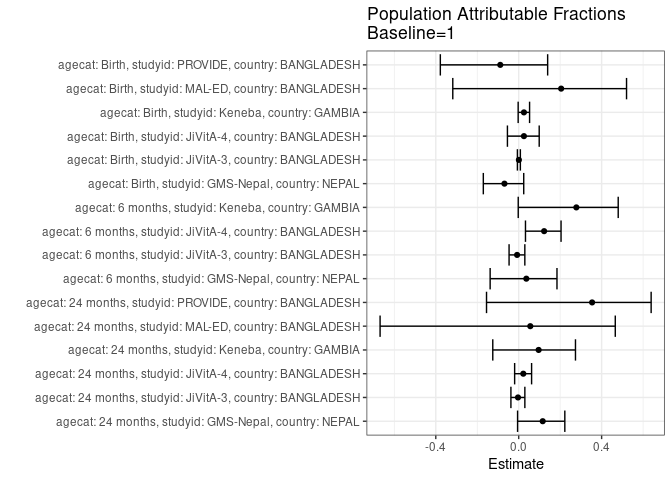 Population Attributable Fractions
Baseline=1
agecat: Birth, studyid: PROVIDE, country: BANGLADESH
agecat: Birth, studyid: MAL-ED, country: BANGLADESH
agecat: Birth, studyid: Keneba, country: GAMBIA
agecat: Birth, studyid: JiVitA-4, country: BANGLADESH
agecat: Birth, studyid: JiVitA-3, country: BANGLADESH
agecat: Birth, studyid: GMS-Nepal, country: NEPAL
agecat: 6 months, studyid: Keneba, country: GAMBIA
agecat: 6 months, studyid: JiVitA-4, country: BANGLADESH
agecat: 6 months, studyid: JiVitA-3, country: BANGLADESH
agecat: 6 months, studyid: GMS-Nepal, country: NEPAL
agecat: 24 months, studyid: PROVIDE, country: BANGLADESH
agecat: 24 months, studyid: MAL-ED, country: BANGLADESH
agecat: 24 months, studyid: Keneba, country: GAMBIA
agecat: 24 months, studyid: JiVitA-4, country: BANGLADESH
agecat: 24 months, studyid: JiVitA-3, country: BANGLADESH
agecat: 24 months, studyid: GMS-Nepal, country: NEPAL
-0.4 0.0 0.4
Estimate